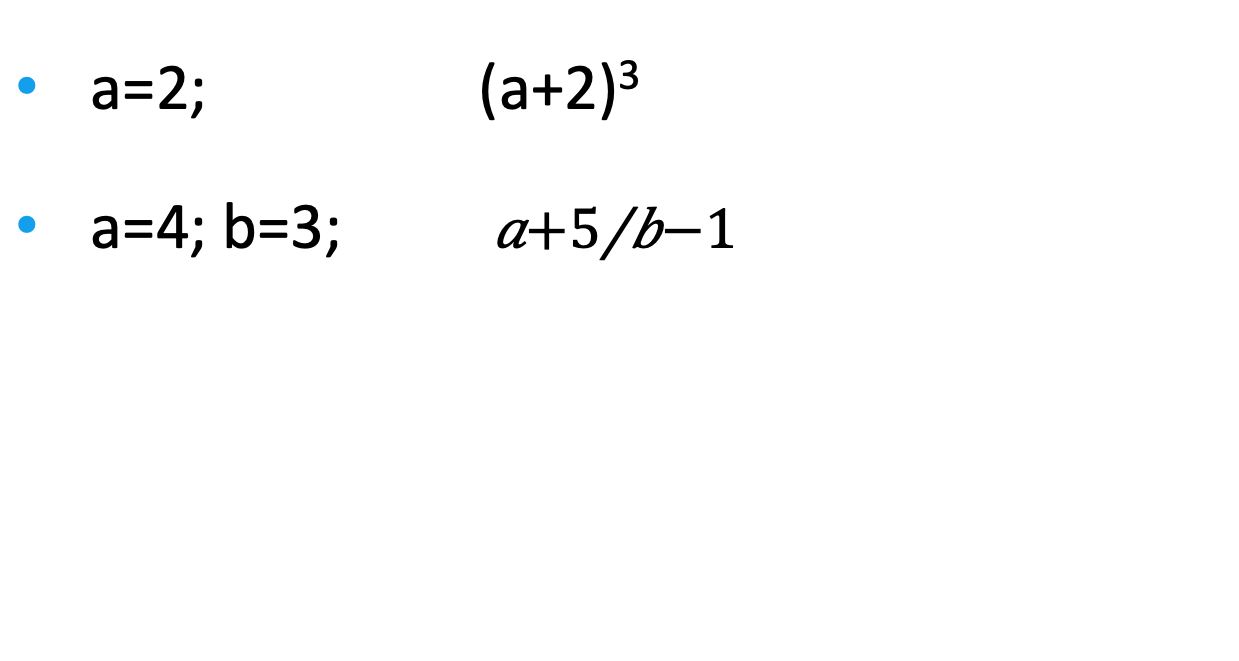 • a=2; (a+2)³
• a=4; b=3; 𝑎+5/𝑏−1